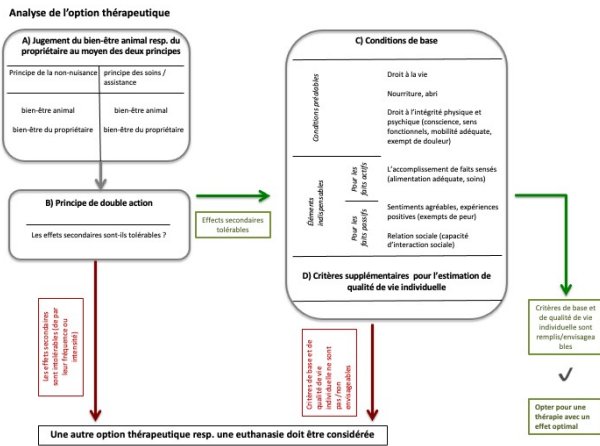 Analyse de l'option thérapeutique
A) Jugement du bien-être animal resp. du
propriétaire au moyen des deux principes
Principe de la non-nuisance
principe des soins /
assistance
bien-être animal
bien-être animal
bien-être du propriétaire
bien-être du propriétaire
B) Principe de double action
Les effets secondaires sont-ils tolérables ?
Effects secondaires
tolérables
C) Conditions de base
Conditions préalables
Droit à la vie
Nourriture, abri
Droit à l'intégrité physique et
psychique (conscience, sens
fonctionnels, mobilité adéquate,
exempt de douleur)
Éléments
indispensables
Pour les
faits actifs
L'accomplissement de faits sensés
(alimentation adéquate, soins)
Pour les
faits passifs
Sentiments agréables, expériences
positives (exempts de peur)
Relation sociale (capacité
d'interaction sociale)
D) Critères supplémentaires pour l'estimation de
qualité de vie individuelle
Les effets secondaires
sont intolérables (de par
leur fréquence ou
intensité)
Critères de base et de
qualité de vie
individuelle ne sont
pas/non
envisageables
Critères de base et
de qualité de vie
individuelle sont
remplis/envisagea
bles
✓
Opter pour une
thérapie avec un
effet optimal
Une autre option thérapeutique resp. une euthanasie doit être considérée